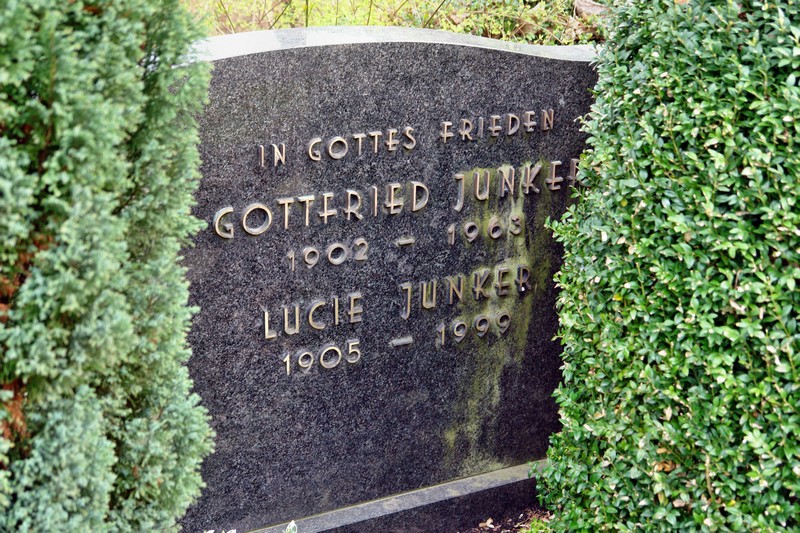 IN GOTTES FRIEDEN
GOTTFRIED JUNKER
1902 – 1963
LUCIE JUNKER
1905 – 1999